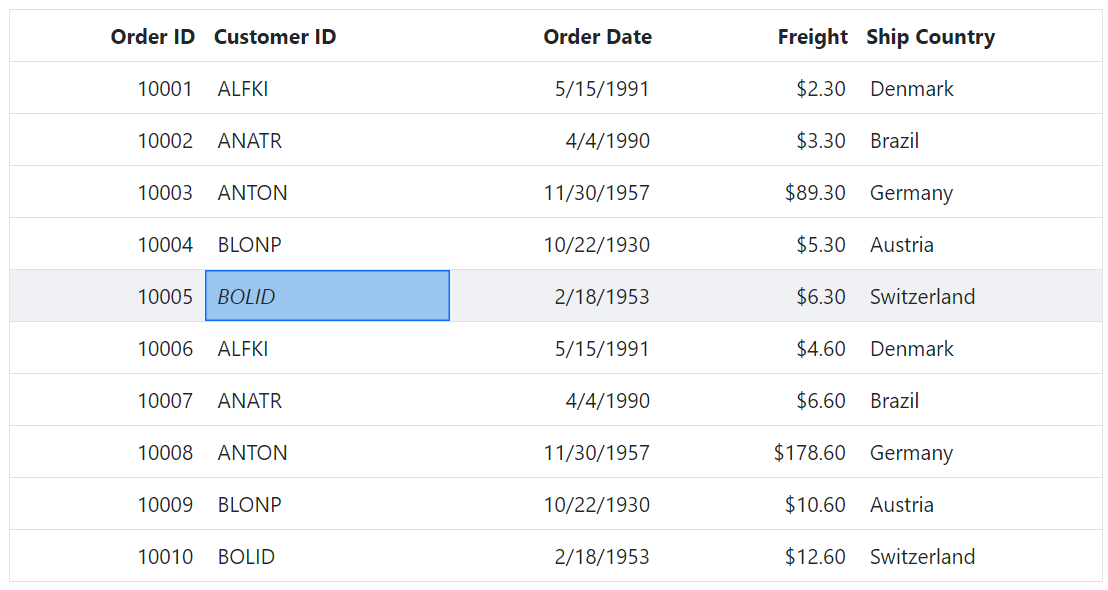 Order ID Customer ID Order Date Freight Ship Country
10001 ALFKI 5/15/1991 $2.30 Denmark
10002 ANATR 4/4/1990 $3.30 Brazil
10003 ANTON 11/30/1957 $89.30 Germany
10004 BLONP 10/22/1930 $5.30 Austria
10005 BOLID 2/18/1953 $6.30 Switzerland
10006 ALFKI 5/15/1991 $4.60 Denmark
10007 ANATR 4/4/1990 $6.60 Brazil
10008 ANTON 11/30/1957 $178.60 Germany
10009 BLONP 10/22/1930 $10.60 Austria
10010 BOLID 2/18/1953 $12.60 Switzerland